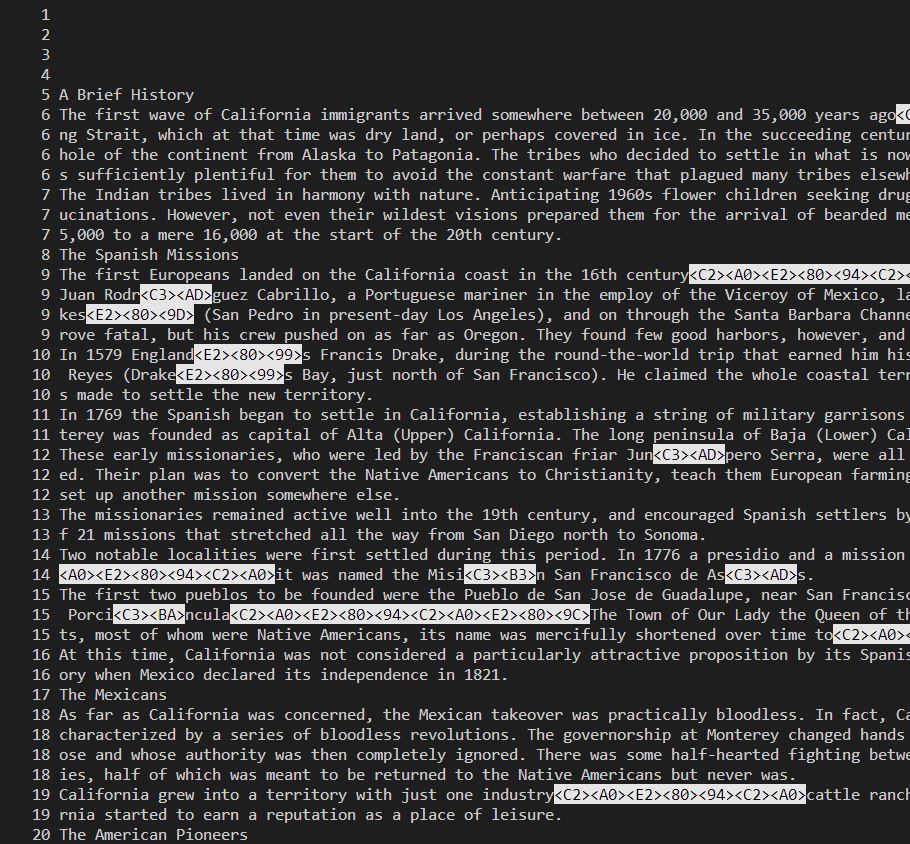 1
2
3
4
5 A Brief History
6 The first wave of California immigrants arrived somewhere between 20,000 and 35,000 years ago<C
6 ng Strait, which at that time was dry land, or perhaps covered in ice. In the succeeding centur
6 hole of the continent from Alaska to Patagonia. The tribes who decided to settle in what is now
6 s sufficiently plentiful for them to avoid the constant warfare that plagued many tribes elsewh
7 The Indian tribes lived in harmony with nature. Anticipating 1960s flower children seeking drug
7 ucinations. However, not even their wildest visions prepared them for the arrival of bearded me
7 5,000 to a mere 16,000 at the start of the 20th century.
8 The Spanish Missions
9 The first Europeans landed on the California coast in the 16th century<C2><A0><E2><80><94><C2><
9 Juan Rodr<C3><AD>guez Cabrillo, a Portuguese mariner in the employ of the Viceroy of Mexico, la
9 kes<E2><80><9D> (San Pedro in present-day Los Angeles), and on through the Santa Barbara Channe
9 rove fatal, but his crew pushed on as far as Oregon. They found few good harbors, however, and
10 In 1579 England<E2><80><99>s Francis Drake, during the round-the-world trip that earned him his
10  Reyes (Drake<E2><80><99>s Bay, just north of San Francisco). He claimed the whole coastal terr
10 s made to settle the new territory.
11 In 1769 the Spanish began to settle in California, establishing a string of military garrisons
11 terey was founded as capital of Alta (Upper) California. The long peninsula of Baja (Lower) Cal
12 These early missionaries, who were led by the Franciscan friar Jun<C3><AD>pero Serra, were all
12 ed. Their plan was to convert the Native Americans to Christianity, teach them European farming
12 set up another mission somewhere else.
13 The missionaries remained active well into the 19th century, and encouraged Spanish settlers by
13 f 21 missions that stretched all the way from San Diego north to Sonoma.
14 Two notable localities were first settled during this period. In 1776 a presidio and a mission
14 <A0><E2><80><94><C2><A0>it was named the Misi<C3><B3>n San Francisco de As<C3><AD>s.
15 The first two pueblos to be founded were the Pueblo de San Jose de Guadalupe, near San Francisc
15  Porci<C3><BA>ncula<C2><A0><E2><80><94><C2><A0><E2><80><9C>The Town of Our Lady the Queen of th
15 ts, most of whom were Native Americans, its name was mercifully shortened over time to<C2><A0><
16 At this time, California was not considered a particularly attractive proposition by its Spanis
16 ory when Mexico declared its independence in 1821.
17 The Mexicans
18 As far as California was concerned, the Mexican takeover was practically bloodless. In fact, Ca
18 characterized by a series of bloodless revolutions. The governorship at Monterey changed hands
18 ose and whose authority was then completely ignored. There was some half-hearted fighting betwe
18 ies, half of which was meant to be returned to the Native Americans but never was.
19 California grew into a territory with just one industry<C2><A0><E2><80><94><C2><A0>cattle ranch
19 rnia started to earn a reputation as a place of leisure.
20 The American Pioneers